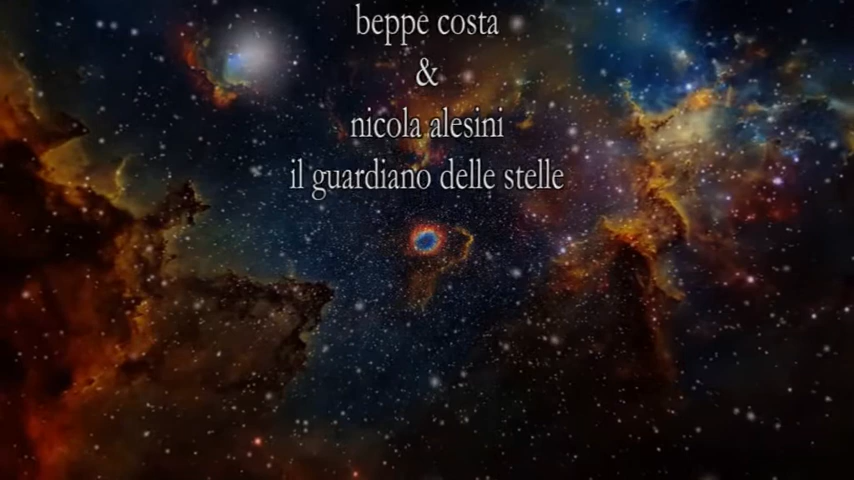 beppe costa
&
nicola alesini
il guardiano delle stelle